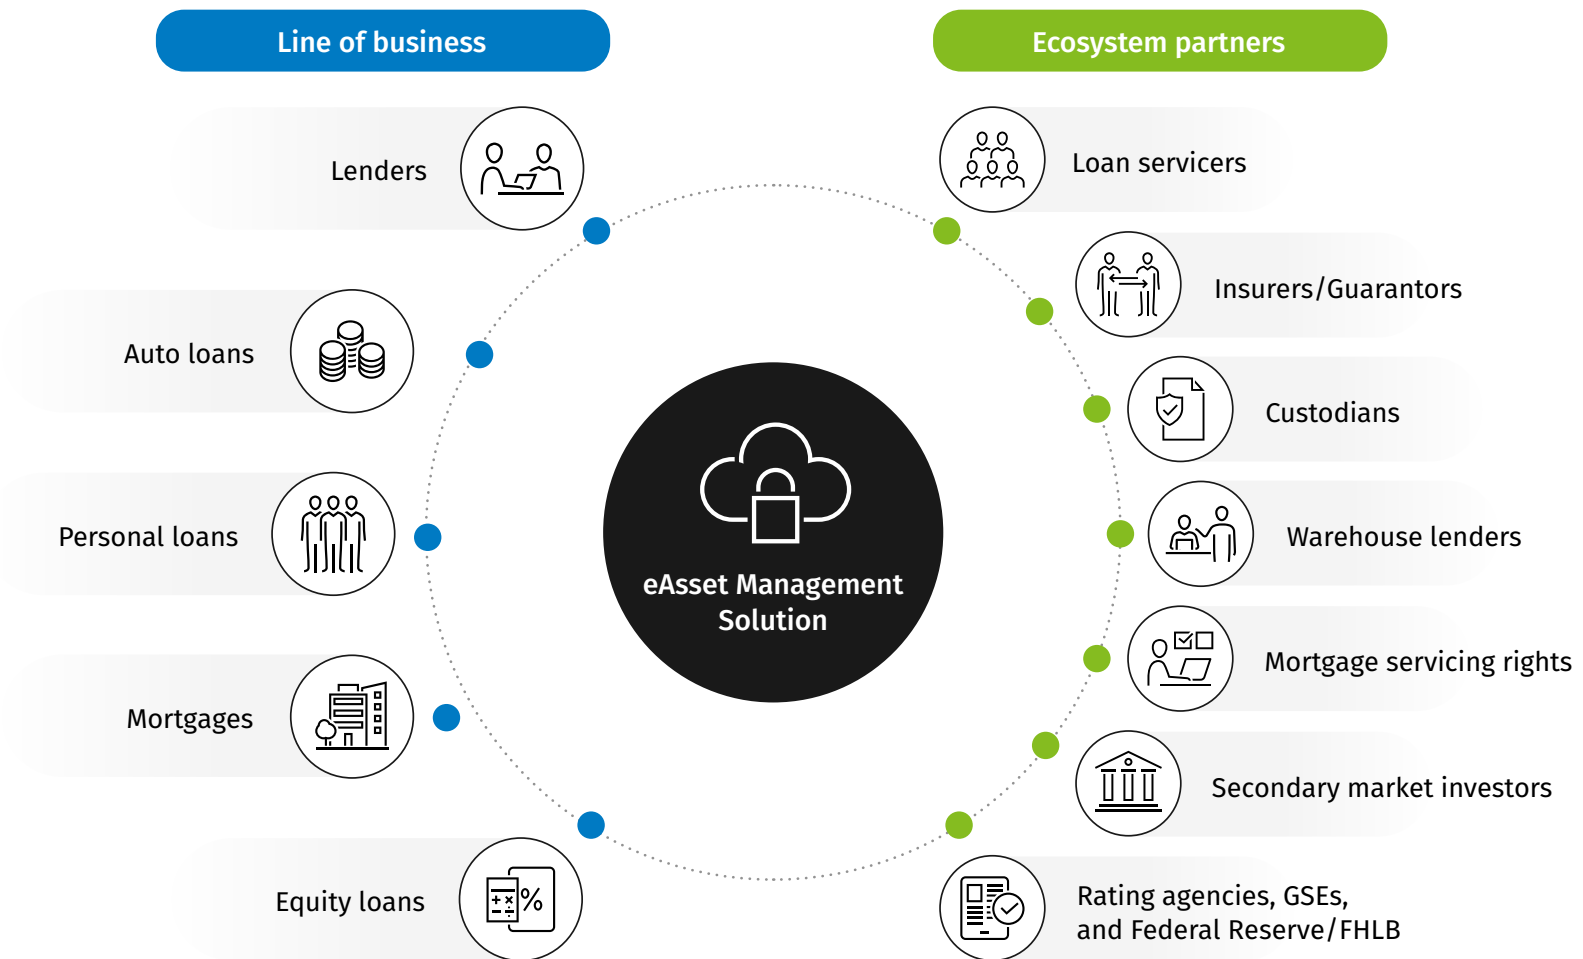 Line of business
Lenders
Auto loans
Personal loans
Mortgages
Equity loans
eAsset Management
Solution
Ecosystem partners
Loan servicers
Insurers/Guarantors
Custodians
Warehouse lenders
Mortgage servicing rights
Secondary market investors
Rating agencies, GSEs,
and Federal Reserve/FHLB